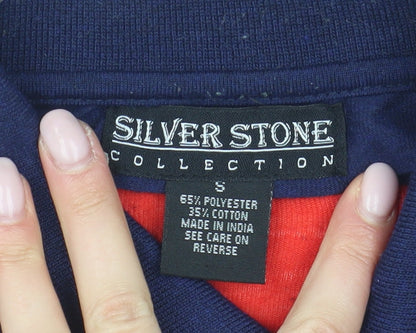 SILVER STONE
COLLECTION
S
65% POLYESTER
35% COTTON
MADE IN INDIA
SEE CARE ON
REVERSE